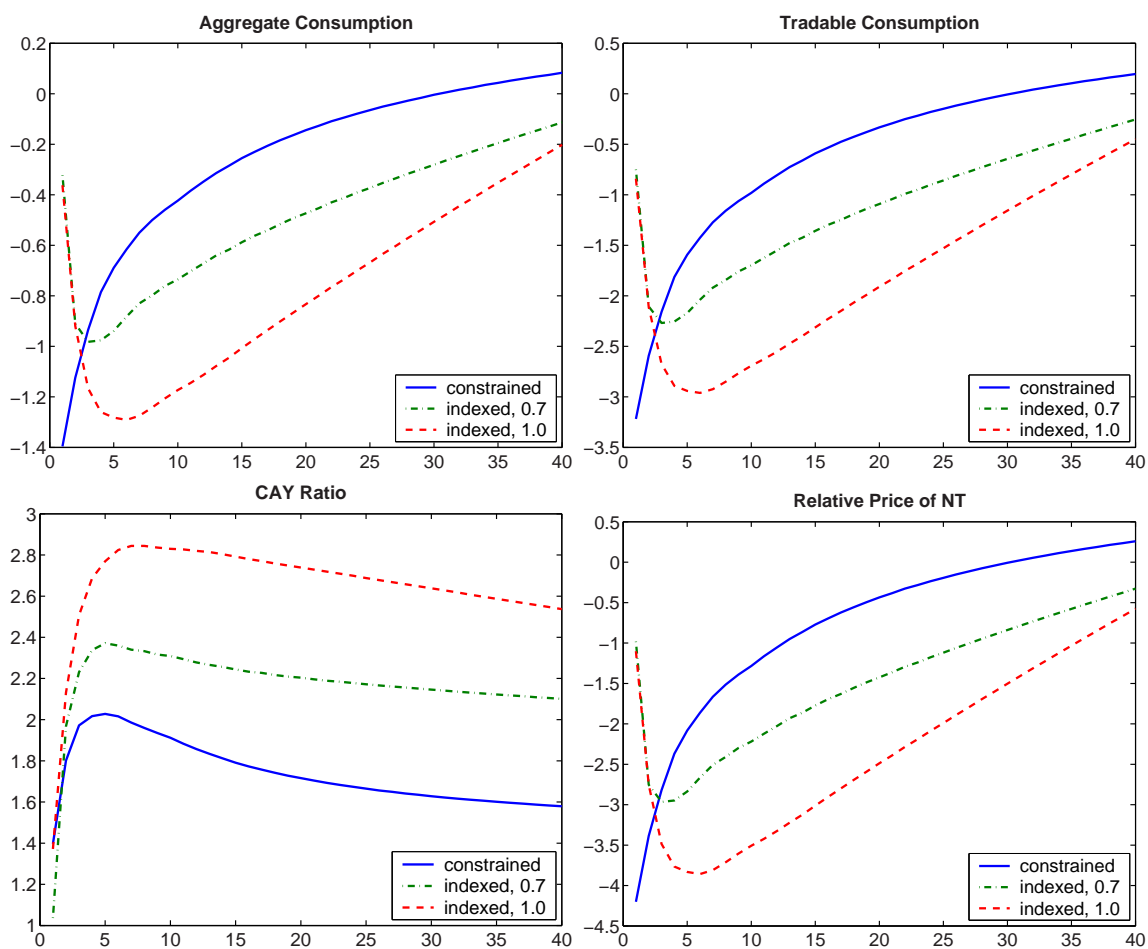 Aggregate Consumption
0.2
0
−0.2
−0.4
−0.6
−0.8
−1
−1.2
−1.4
0 5 10 15 20 25 30 35 40
constrained
indexed, 0.7
indexed, 1.0
Tradable Consumption
0.5
0
−0.5
−1
−1.5
−2
−2.5
−3
−3.5
0 5 10 15 20 25 30 35 40
constrained
indexed, 0.7
indexed, 1.0
CAY Ratio
3
2.8
2.6
2.4
2.2
2
1.8
1.6
1.4
1.2
1
0 5 10 15 20 25 30 35 40
constrained
indexed, 0.7
indexed, 1.0
Relative Price of NT
0.5
0
−0.5
−1
−1.5
−2
−2.5
−3
−3.5
−4
−4.5
0 5 10 15 20 25 30 35 40
constrained
indexed, 0.7
indexed, 1.0